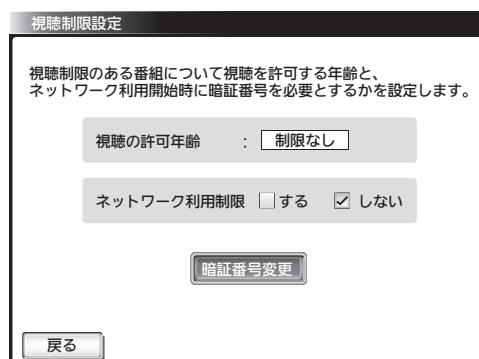 視聴制限設定
視聴制限のある番組について視聴を許可する年齢と、
ネットワーク利用開始時に暗証番号を必要とするかを設定します。
視聴の許可年齢 : 制限なし
ネットワーク利用制限 する しない
暗証番号変更
戻る